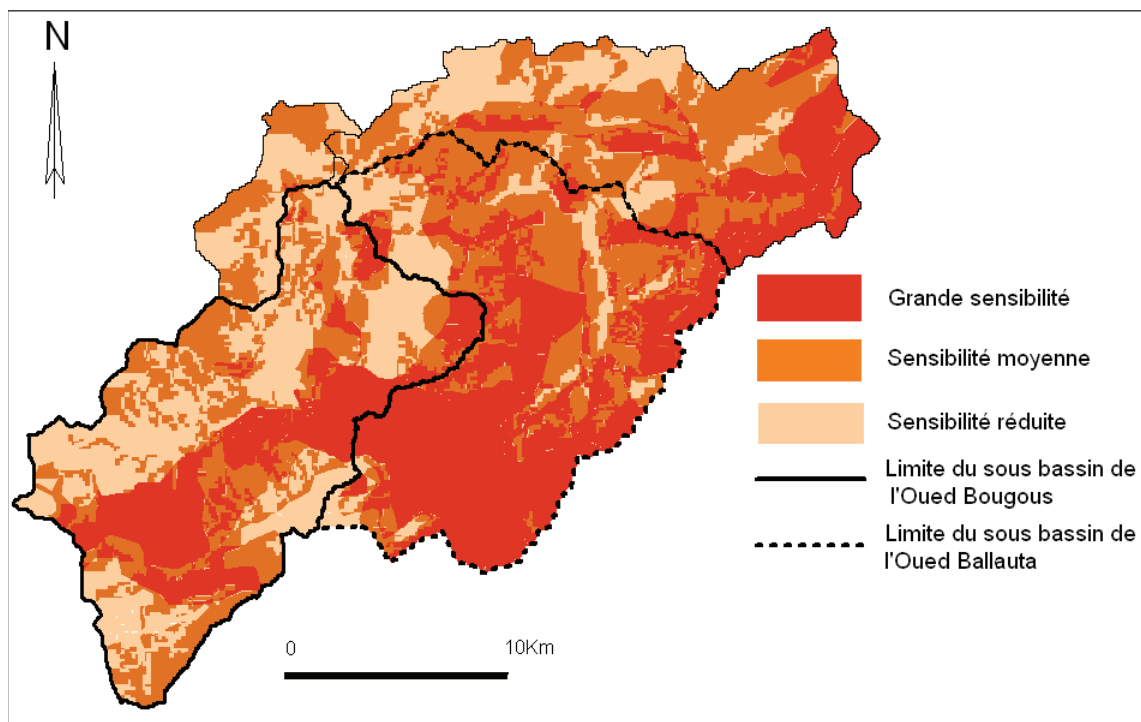 N
Grande sensibilité
Sensibilité moyenne
Sensibilité réduite
Limite du sous bassin de
l'Oued Bougous
Limite du sous bassin de
l'Oued Ballauta
0
10Km